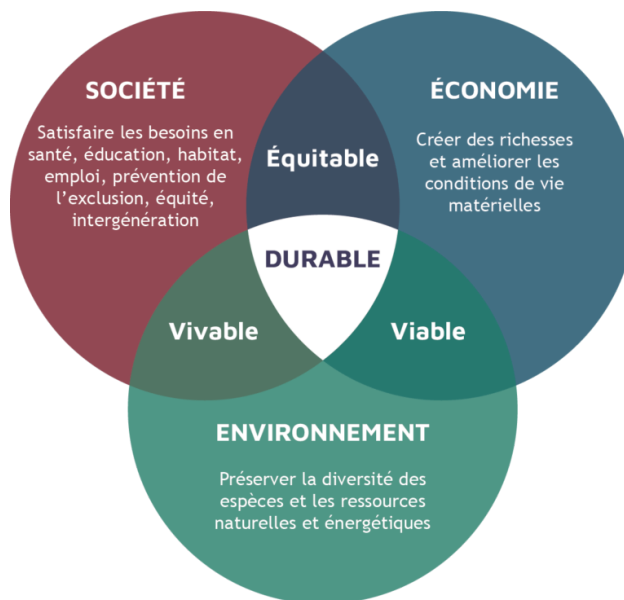 SOCIÉTÉ
Satisfaire les besoins en
santé, éducation, habitat,
emploi, prévention de
l'exclusion, équité,
intergénération
Équitable
ÉCONOMIE
Créer des richesses
et améliorer les
conditions de vie
matérielles
DURABLE
Vivable
Viable
ENVIRONNEMENT
Préserver la diversité des
espèces et les ressources
naturelles et énergétiques